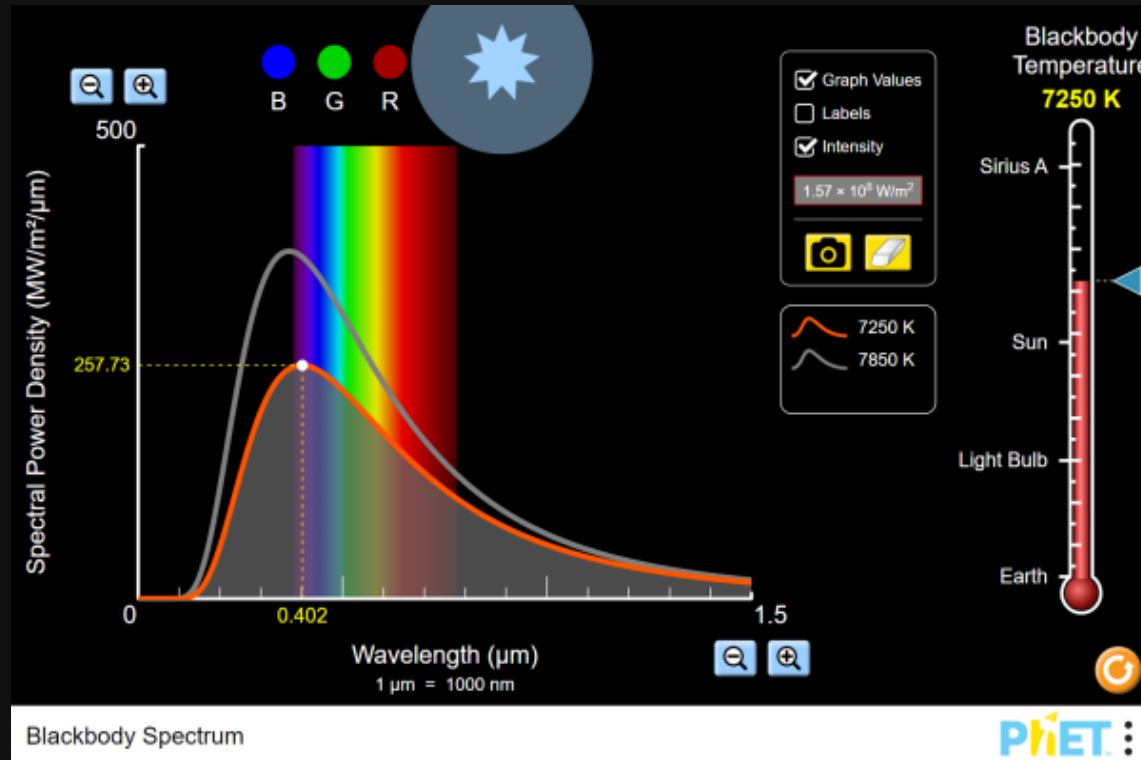 B G R
500
Spectral Power Density (MW/m²/μm)
257.73
0
0.402
1.5
Wavelength (μm)
1 μm = 1000 nm
Graph Values
Labels
Intensity
1.57 × 10⁸ W/m²
7250 K
7850 K
Blackbody
Temperature
7250 K
Sirius A
Sun
Light Bulb
Earth
Blackbody Spectrum
PhET